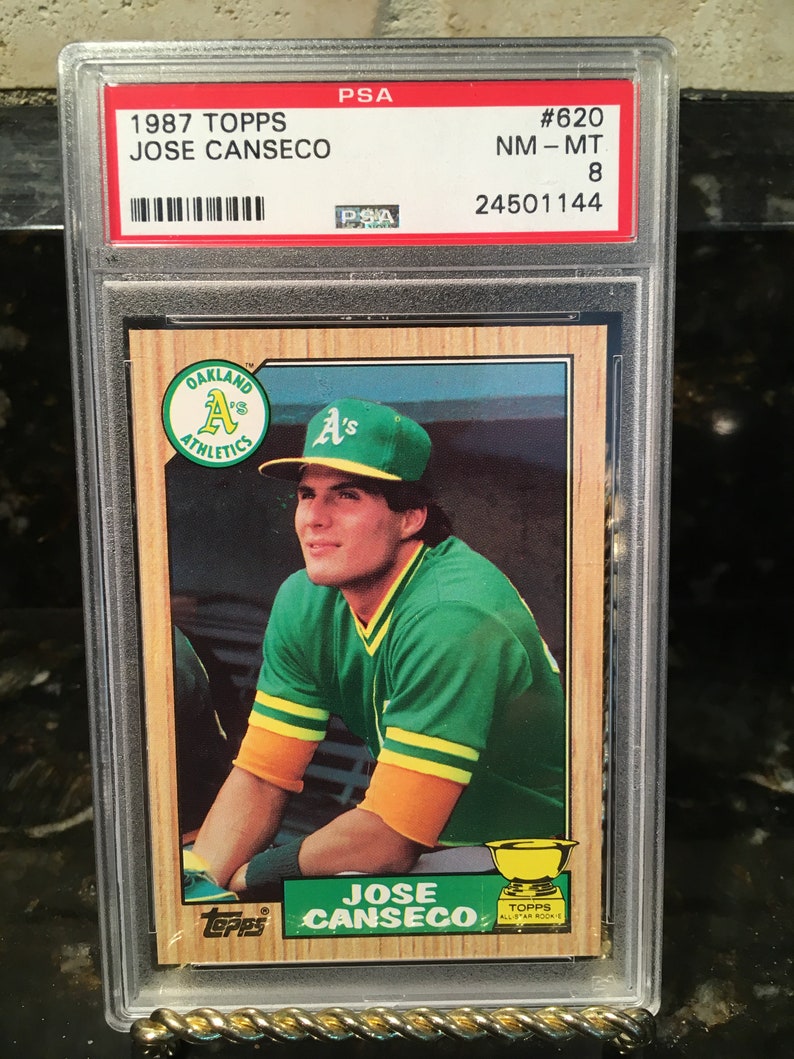 PSA
1987 TOPPS #620
JOSE CANSECO NM - MT
8
PSA 24501144
OAKLAND ™
A's
ATHLETICS
A's
JOSE
CANSECO
TOPPS
ALL-STAR ROOKIE
Topps®